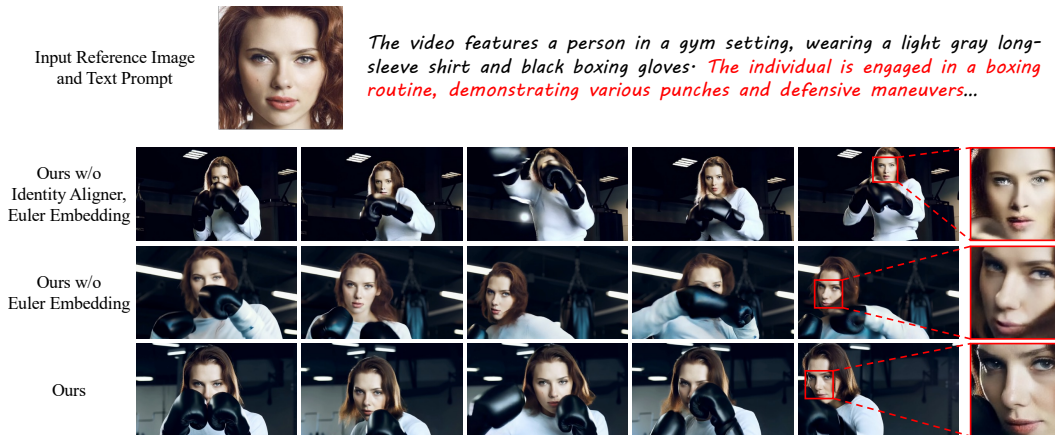 Input Reference Image
and Text Prompt
The video features a person in a gym setting, wearing a light gray long-
sleeve shirt and black boxing gloves. The individual is engaged in a boxing
routine, demonstrating various punches and defensive maneuvers...
Ours w/o
Identity Aligner,
Euler Embedding
Ours w/o
Euler Embedding
Ours